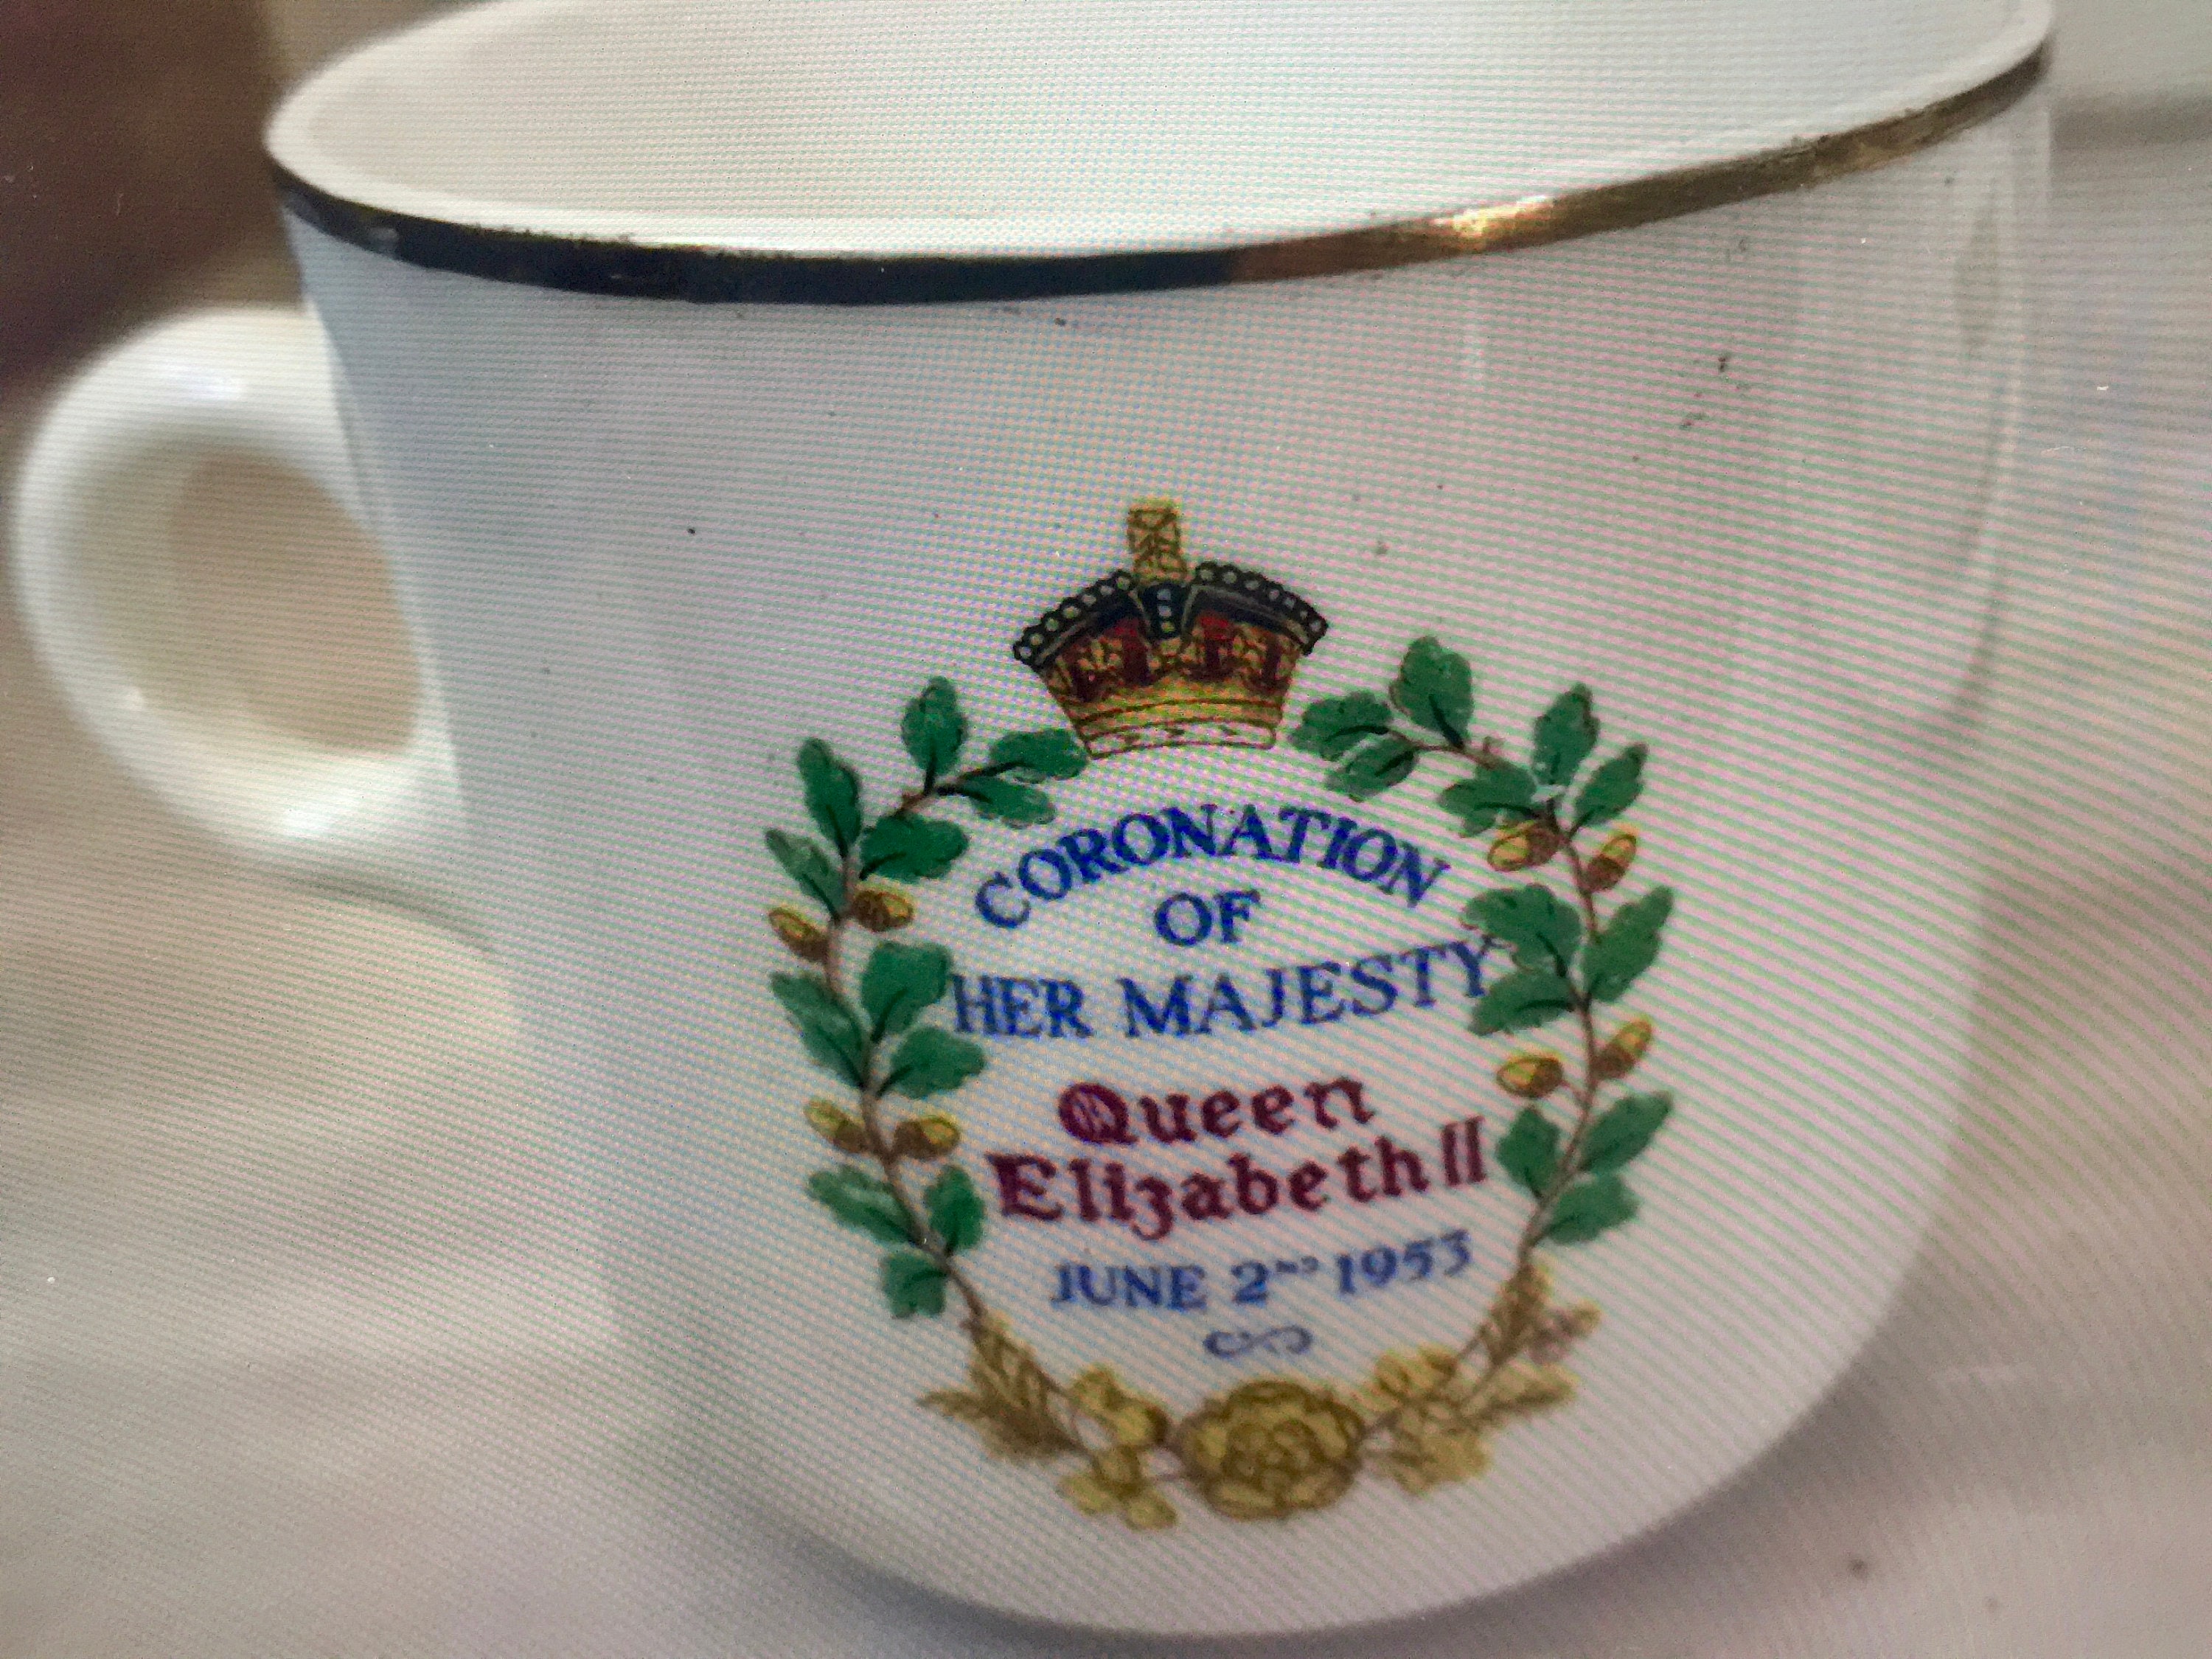 CORONATION
OF
HER MAJESTY
Queen
Elizabeth II
JUNE 2ND 1953